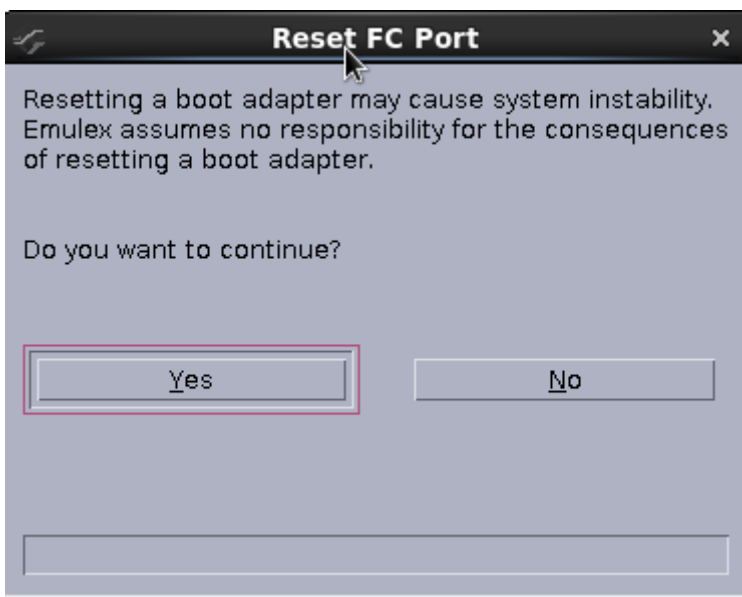 Reset FC Port
Resetting a boot adapter may cause system instability.
Emulex assumes no responsibility for the consequences
of resetting a boot adapter.
Do you want to continue?
Yes
No